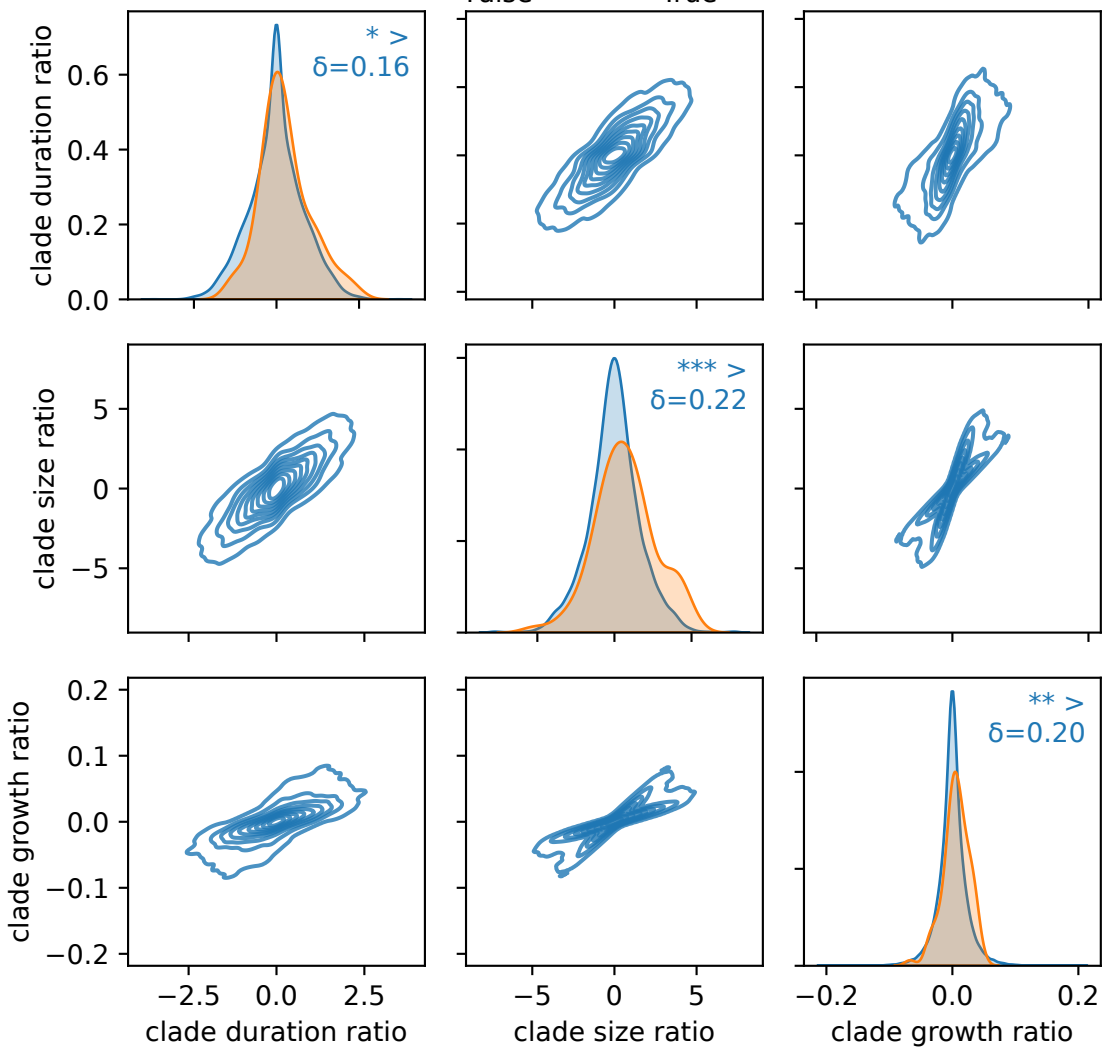 * >
δ=0.16
clade duration ratio
0.6
0.4
0.2
0.0
*** >
δ=0.22
clade size ratio
5
0
−5
** >
δ=0.20
clade growth ratio
0.2
0.1
0.0
−0.1
−0.2
−2.5 0.0 2.5 −5 0 5 −0.2 0.0 0.2
clade duration ratio clade size ratio clade growth ratio